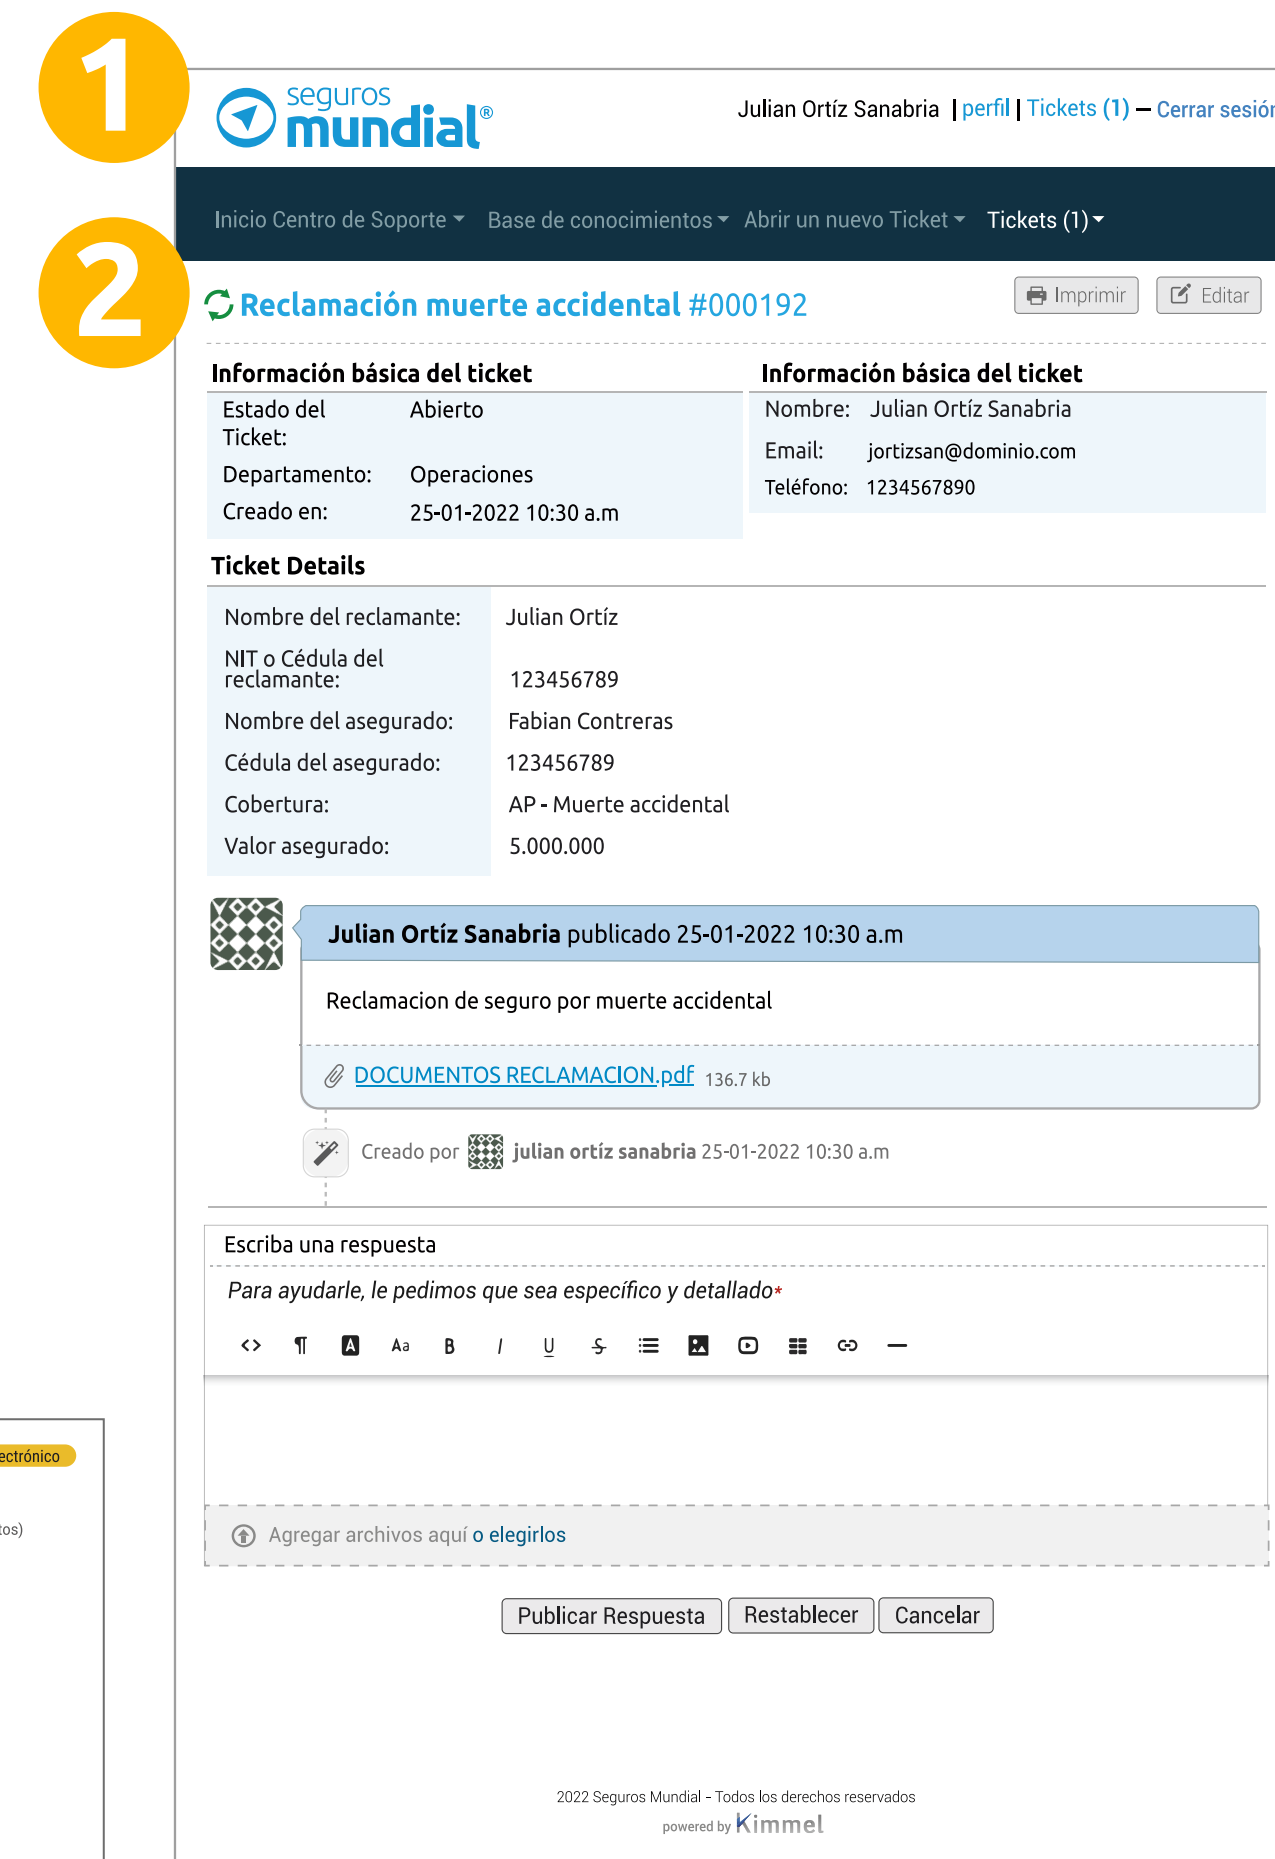 1
seguros
mundial®
Julian Ortíz Sanabria | perfil | Tickets (1) — Cerrar sesión
Inicio Centro de Soporte Base de conocimientos Abrir un nuevo Ticket Tickets (1)
2
Reclamación muerte accidental #000192
Imprimir
Editar
Información básica del ticket
Estado del
Ticket:
Abierto
Departamento: Operaciones
Creado en: 25-01-2022 10:30 a.m
Información básica del ticket
Nombre: Julian Ortíz Sanabria
Email: jortizsan@dominio.com
Teléfono: 1234567890
Ticket Details
Nombre del reclamante: Julian Ortíz
NIT o Cédula del
reclamante: 123456789
Nombre del asegurado: Fabian Contreras
Cédula del asegurado: 123456789
Cobertura: AP - Muerte accidental
Valor asegurado: 5.000.000
Julian Ortíz Sanabria publicado 25-01-2022 10:30 a.m
Reclamacion de seguro por muerte accidental
DOCUMENTOS RECLAMACION.pdf 136.7 kb
Creado por julian ortíz sanabria 25-01-2022 10:30 a.m
Escriba una respuesta
Para ayudarle, le pedimos que sea específico y detallado*
<> ¶ A Aa B I U S
Agregar archivos aquí o elegirlos
Publicar Respuesta
Restablecer
Cancelar
2022 Seguros Mundial - Todos los derechos reservados
powered by Kimmel
ectrónico
tos)